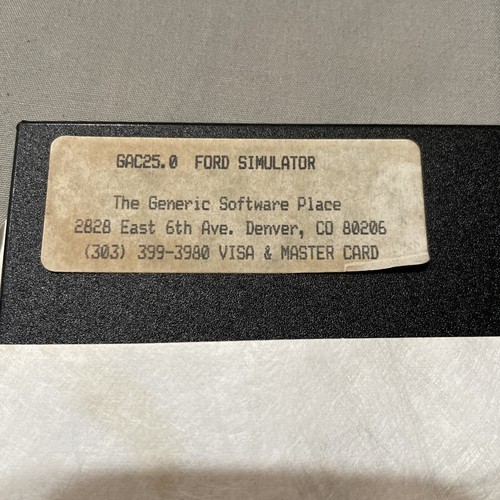 GAC25.0 FORD SIMULATOR
The Generic Software Place
2828 East 6th Ave. Denver, CO 80206
(303) 399-3980 VISA & MASTER CARD